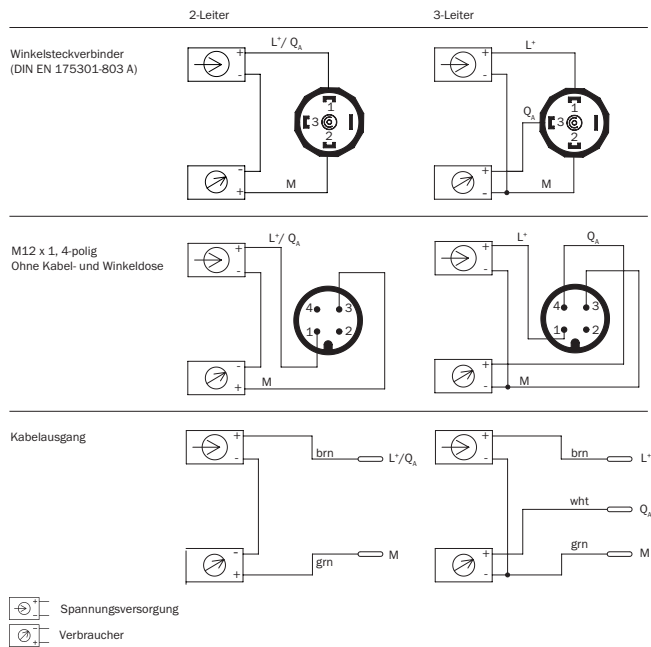 2-Leiter 3-Leiter
Winkelsteckverbinder
(DIN EN 175301-803 A)
L+/ QA
+
-
1
3
2
-
+
M
L+
+
-
QA
1
3
2
+
-
M
M12 x 1, 4-polig
Ohne Kabel- und Winkeldose
L+/ QA
+
-
4 3
1 2
-
+
M
L+ QA
+
-
4 3
1 2
+
-
M
Kabelausgang
+
-
brn L+/QA
-
+
grn M
+
-
brn L+
wht QA
+
-
grn M
+
-
Spannungsversorgung
-
+
Verbraucher